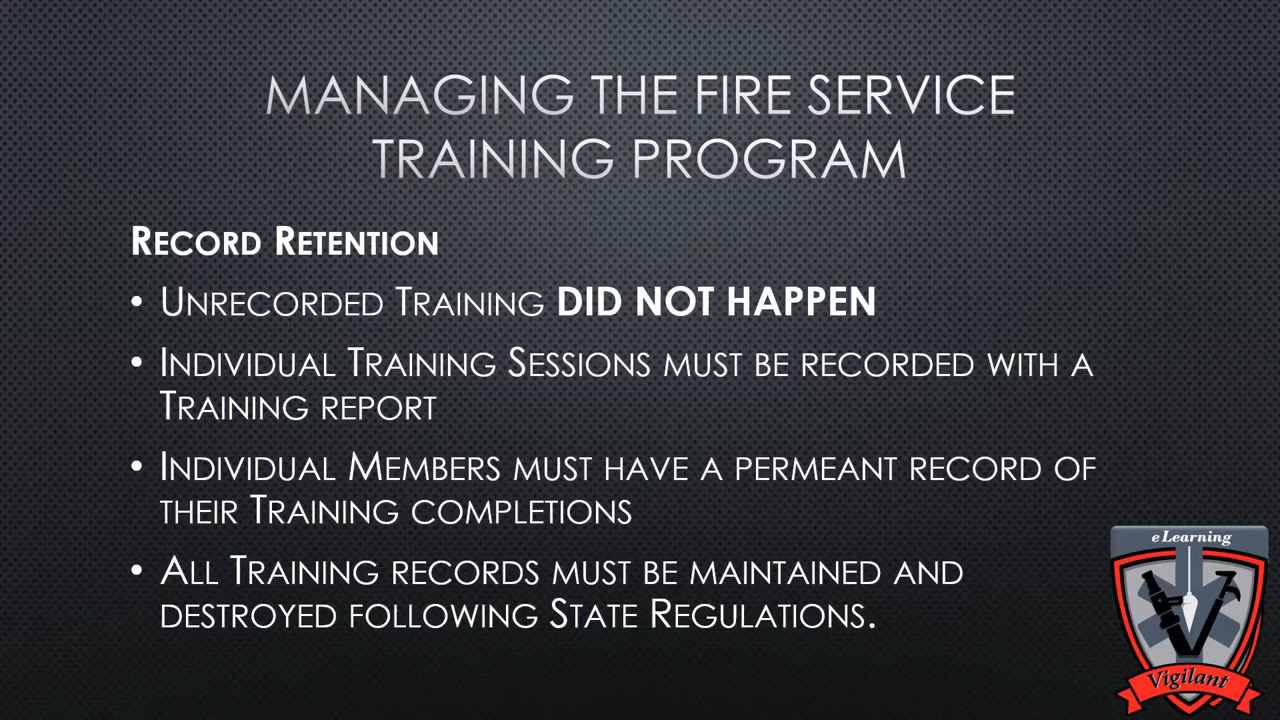 MANAGING THE FIRE SERVICE
TRAINING PROGRAM
RECORD RETENTION
• UNRECORDED TRAINING DID NOT HAPPEN
• INDIVIDUAL TRAINING SESSIONS MUST BE RECORDED WITH A
TRAINING REPORT
• INDIVIDUAL MEMBERS MUST HAVE A PERMEANT RECORD OF
THEIR TRAINING COMPLETIONS
• ALL TRAINING RECORDS MUST BE MAINTAINED AND
DESTROYED FOLLOWING STATE REGULATIONS.
eLearning
V
Vigilant